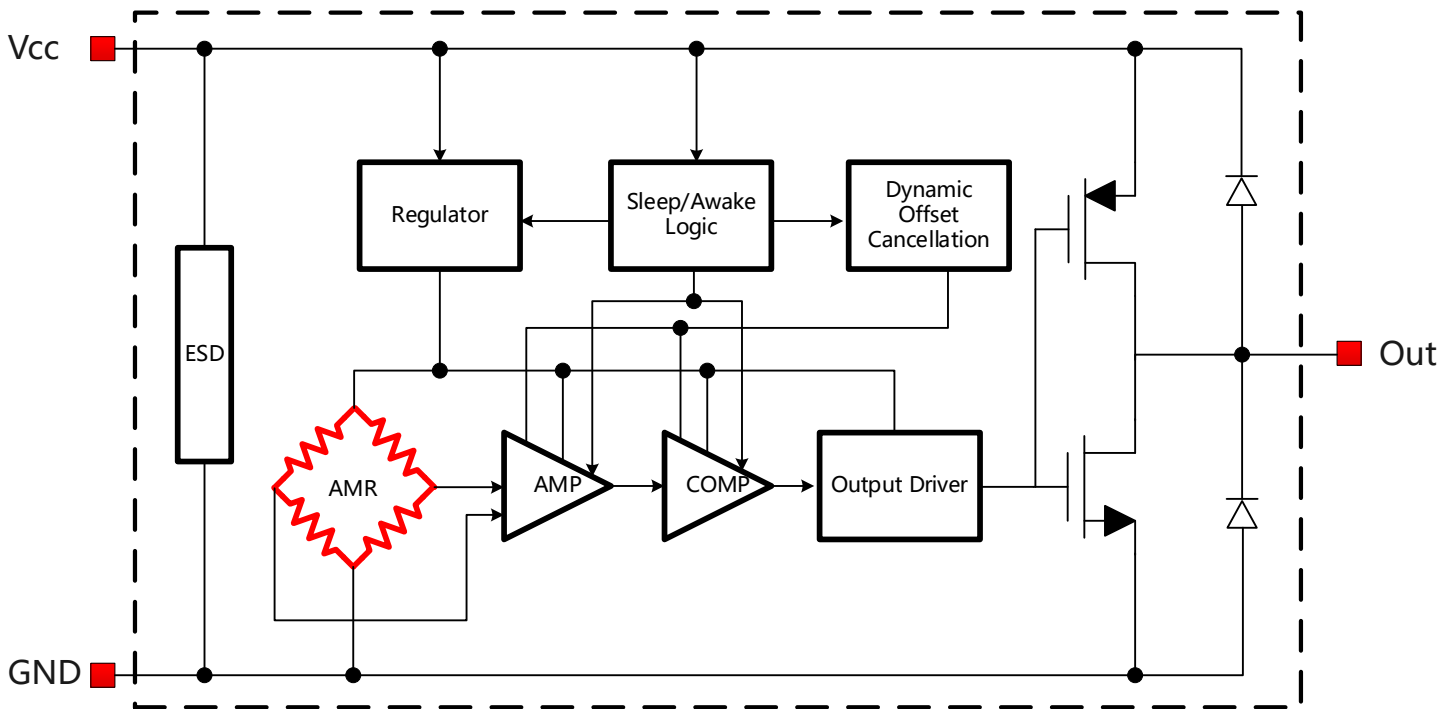 Vcc
Regulator
Sleep/Awake
Logic
Dynamic
Offset
Cancellation
ESD
Out
AMR
AMP
COMP
Output Driver
GND